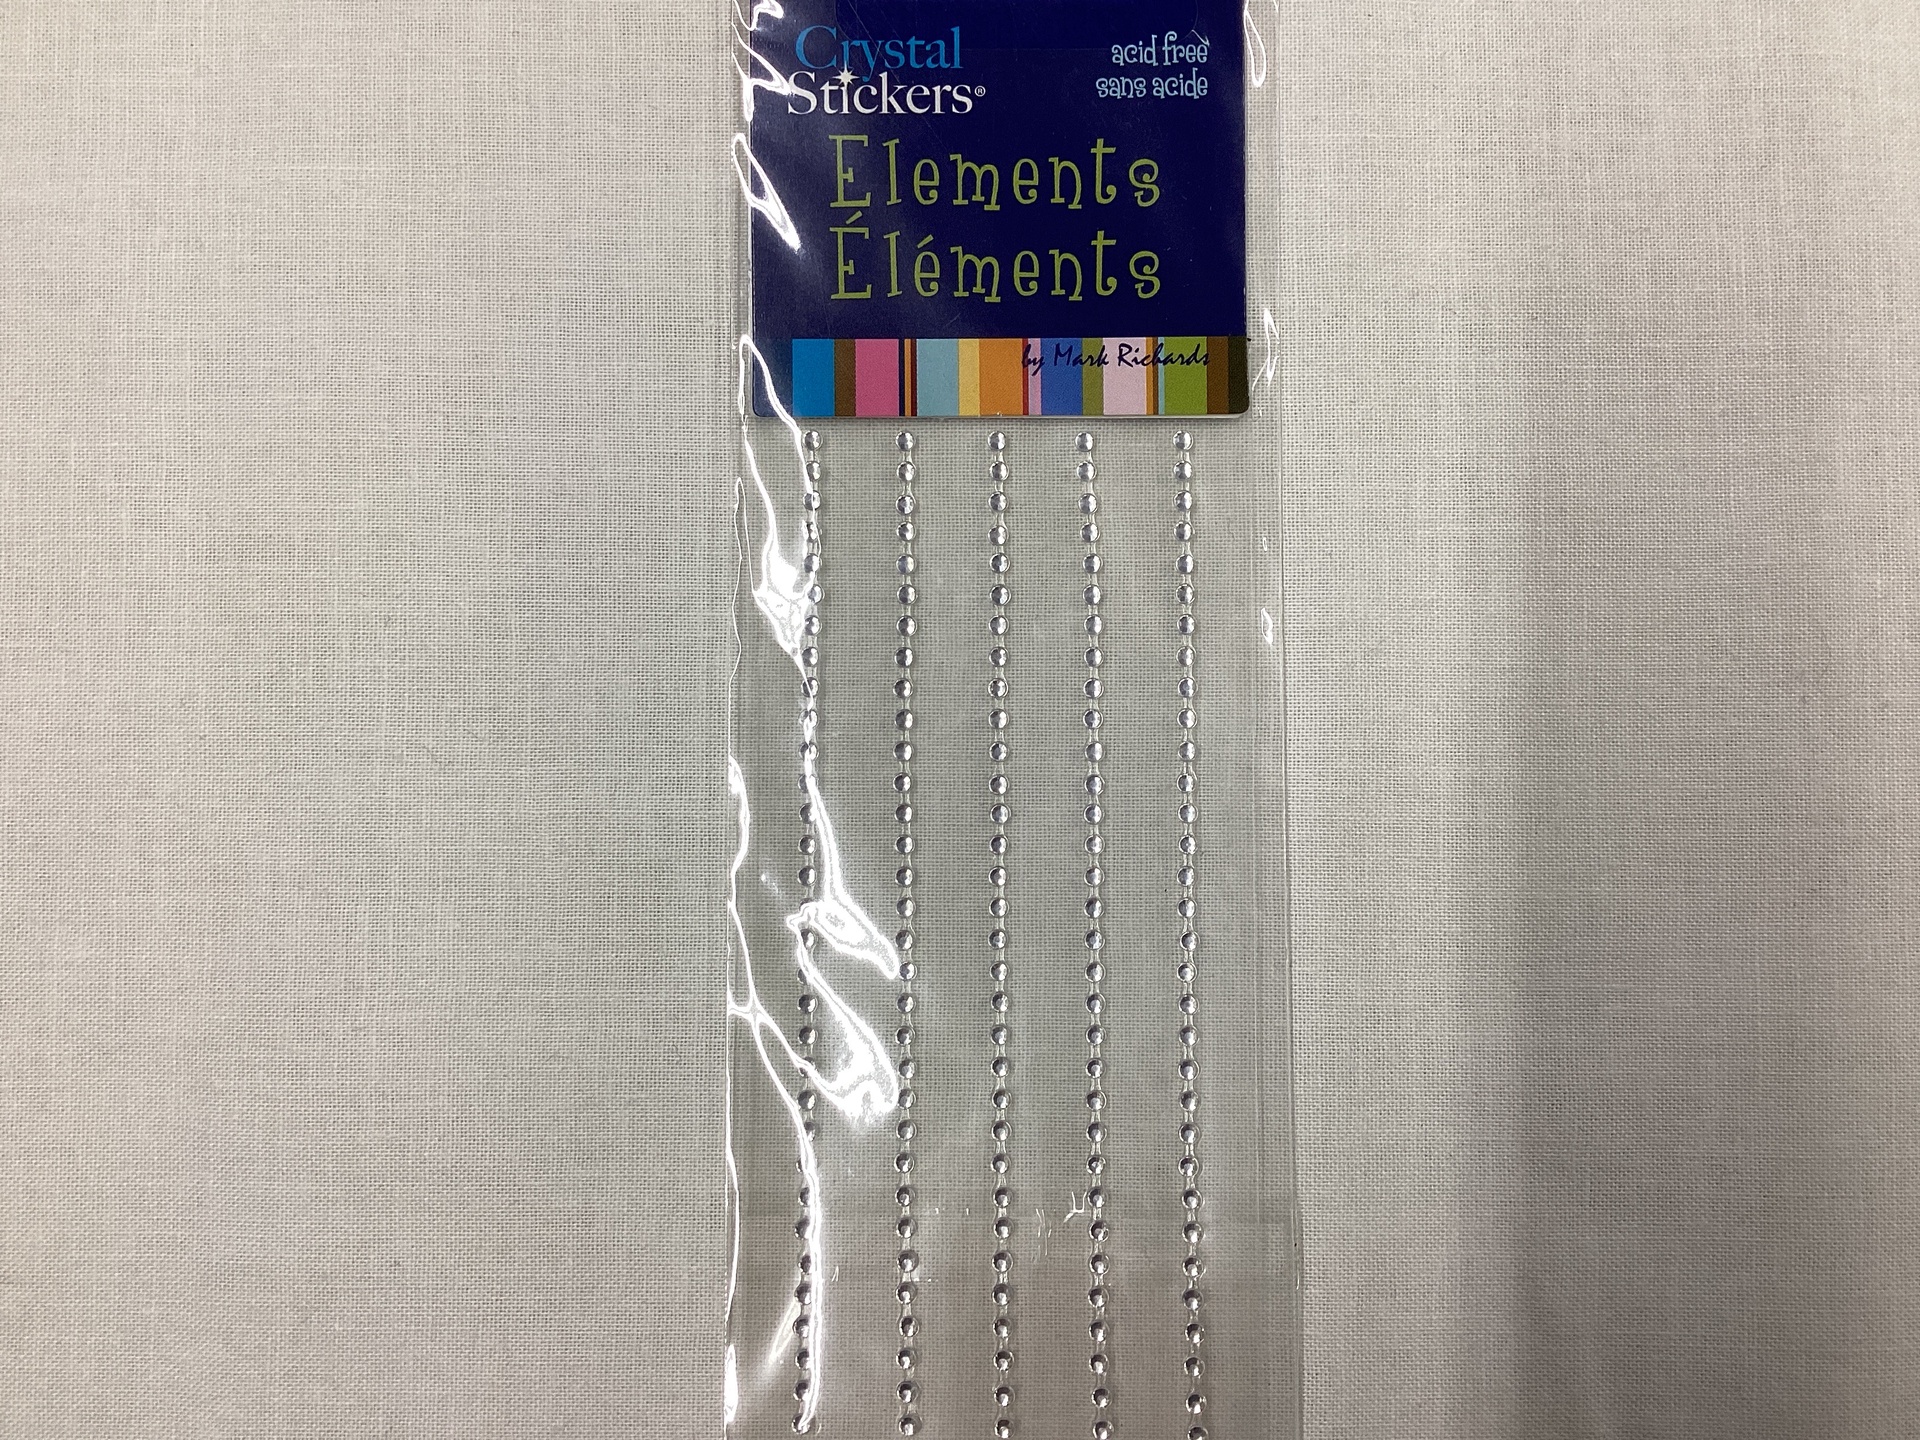 Crystal
Stickers®
acid free
sans acide
Elements
Éléments
by Mark Richards